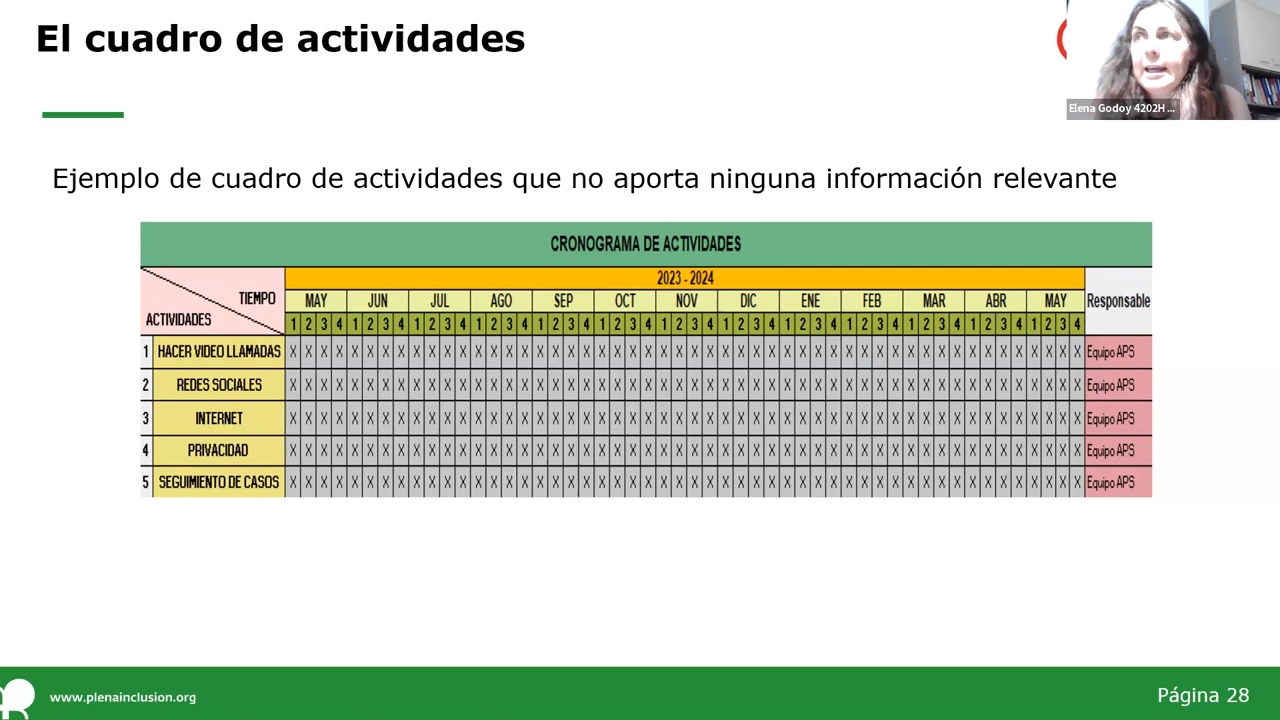 El cuadro de actividades
Elena Godoy 4202H ...
Ejemplo de cuadro de actividades que no aporta ninguna información relevante
CRONOGRAMA DE ACTIVIDADES
TIEMPO
ACTIVIDADES
2023 - 2024
Responsable
MAY JUN JUL AGO SEP OCT NOV DIC ENE FEB MAR ABR MAY
1 2 3 4 1 2 3 4 1 2 3 4 1 2 3 4 1 2 3 4 1 2 3 4 1 2 3 4 1 2 3 4 1 2 3 4 1 2 3 4 1 2 3 4 1 2 3 4 1 2 3 4
1 HACER VIDEO LLAMADAS X X X X X X X X X X X X X X X X X X X X X X X X X X X X X X X X X X X X X X X X X X X X X X X X X X X X Equipo APS
2 REDES SOCIALES X X X X X X X X X X X X X X X X X X X X X X X X X X X X X X X X X X X X X X X X X X X X X X X X X X X X Equipo APS
3 INTERNET X X X X X X X X X X X X X X X X X X X X X X X X X X X X X X X X X X X X X X X X X X X X X X X X X X X X Equipo APS
4 PRIVACIDAD X X X X X X X X X X X X X X X X X X X X X X X X X X X X X X X X X X X X X X X X X X X X X X X X X X X X Equipo APS
5 SEGUIMIENTO DE CASOS X X X X X X X X X X X X X X X X X X X X X X X X X X X X X X X X X X X X X X X X X X X X X X X X X X X X Equipo APS
www.plenainclusion.org
Página 28